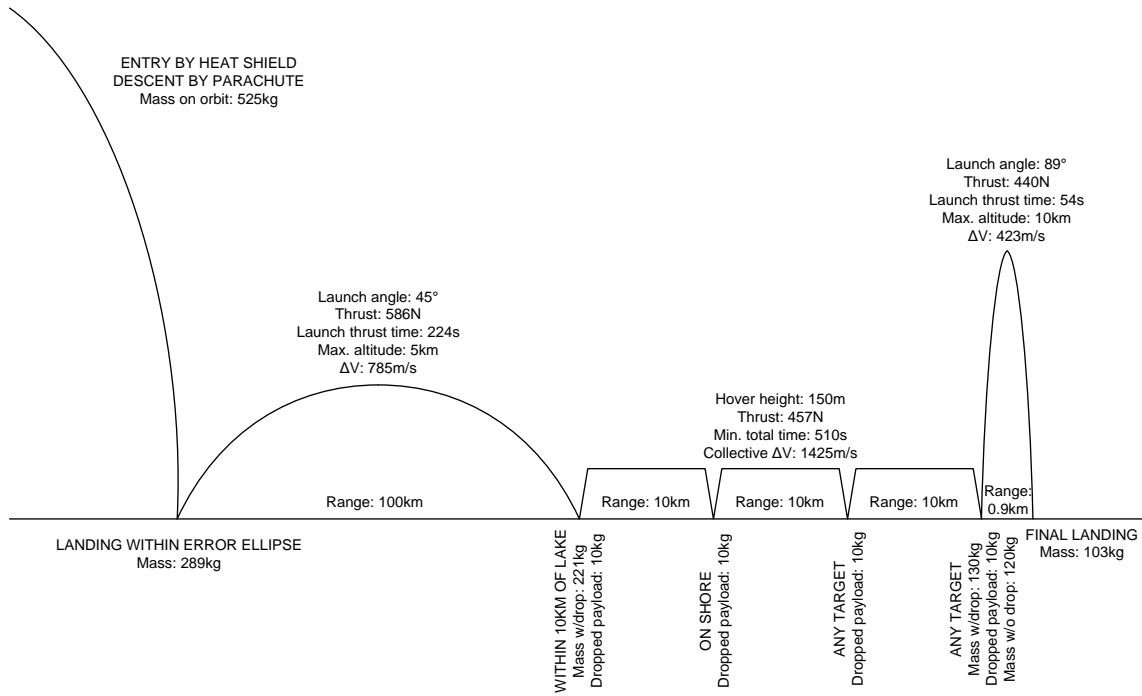 ENTRY BY HEAT SHIELD
DESCENT BY PARACHUTE
Mass on orbit: 525kg
Launch angle: 89°
Thrust: 440N
Launch thrust time: 54s
Max. altitude: 10km
ΔV: 423m/s
Launch angle: 45°
Thrust: 586N
Launch thrust time: 224s
Max. altitude: 5km
ΔV: 785m/s
Hover height: 150m
Thrust: 457N
Min. total time: 510s
Collective ΔV: 1425m/s
Range: 100km
Range: 10km
Range: 10km
Range: 10km
Range:
0.9km
LANDING WITHIN ERROR ELLIPSE
Mass: 289kg
WITHIN 10KM OF LAKE
Mass w/drop: 221kg
Dropped payload: 10kg
ON SHORE
Dropped payload: 10kg
ANY TARGET
Dropped payload: 10kg
ANY TARGET
Mass w/drop: 130kg
Dropped payload: 10kg
Mass w/o drop: 120kg
FINAL LANDING
Mass: 103kg